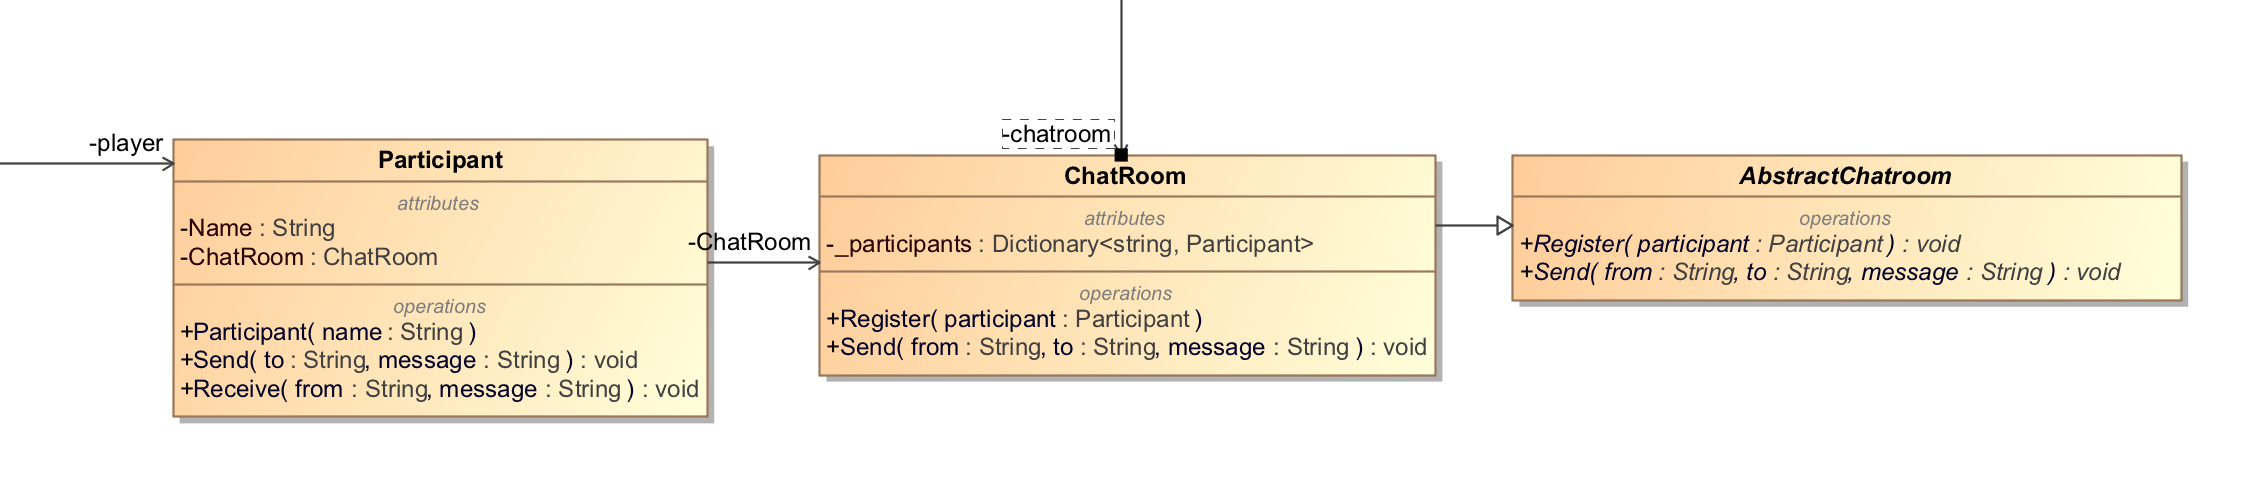 -player
Participant
attributes
-Name : String
-ChatRoom : ChatRoom
operations
+Participant( name : String )
+Send( to : String, message : String ) : void
+Receive( from : String, message : String ) : void
-ChatRoom
-chatroom
ChatRoom
attributes
-_participants : Dictionary<string, Participant>
operations
+Register( participant : Participant )
+Send( from : String, to : String, message : String ) : void
AbstractChatroom
operations
+Register( participant : Participant ) : void
+Send( from : String, to : String, message : String ) : void